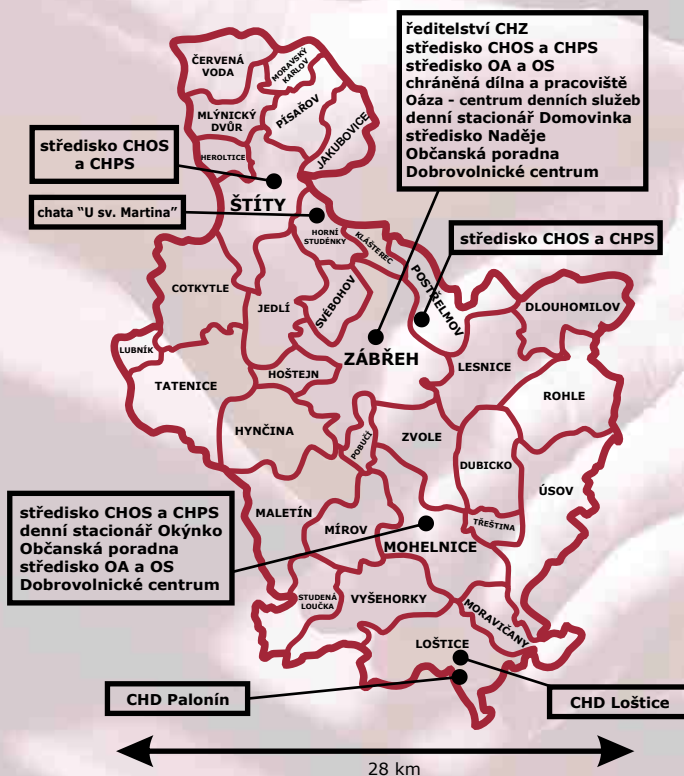 ředitelství CHZ
středisko CHOS a CHPS
středisko OA a OS
chráněná dílna a pracoviště
Oáza - centrum denních služeb
denní stacionář Domovinka
středisko Naděje
Občanská poradna
Dobrovolnické centrum
ČERVENÁ
VODA
MORAVSKÝ
KARLOV
MLÝNICKÝ
DVŮR
PÍSAŘOV
JAKUBOVICE
HEROLTICE
středisko CHOS
a CHPS
ŠTÍTY
chata "U sv. Martina"
HORNÍ
STUDÉNKY
KLÁŠTEREC
středisko CHOS a CHPS
POSTŘELMOV
COTKYTLE
JEDLÍ
SVÉBOHOV
DLOUHOMILOV
LUBNÍK
ZÁBŘEH
LESNICE
TATENICE
HOŠTEJN
ROHLE
HYNČINA
POBUČÍ
ZVOLE
DUBICKO
ÚSOV
středisko CHOS a CHPS
denní stacionář Okýnko
Občanská poradna
středisko OA a OS
Dobrovolnické centrum
MALETÍN
MÍROV
MOHELNICE
TŘEŠTINA
STUDENÁ
LOUČKA
VYŠEHORKY
MORAVIČANY
LOŠTICE
CHD Palonín
CHD Loštice
28 km